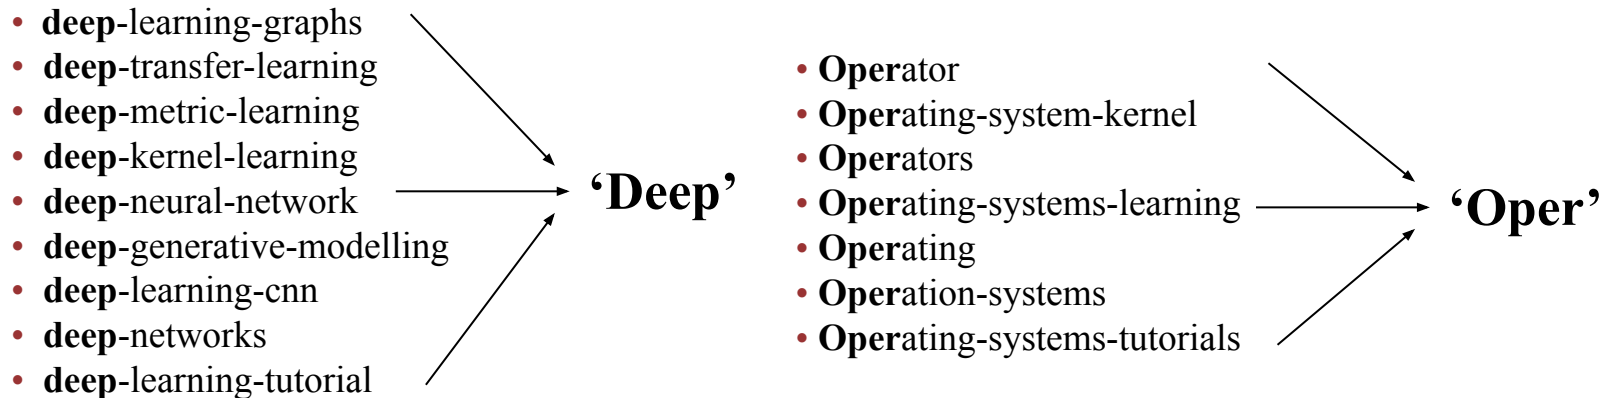 • deep-learning-graphs
• deep-transfer-learning
• deep-metric-learning
• deep-kernel-learning
• deep-neural-network
• deep-generative-modelling
• deep-learning-cnn
• deep-networks
• deep-learning-tutorial
‘Deep’
• Operator
• Operating-system-kernel
• Operators
• Operating-systems-learning
• Operating
• Operation-systems
• Operating-systems-tutorials
‘Oper’